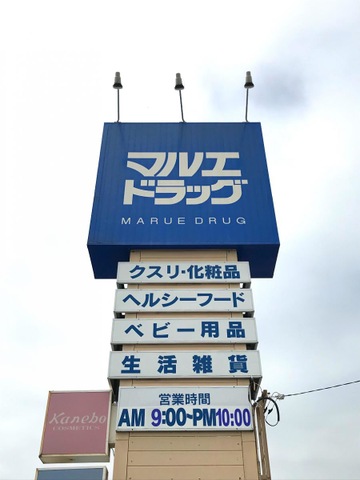 マルエ
ドラッグ
MARUE DRUG
クスリ・化粧品
ヘルシーフード
ベビー用品
生活雑貨
営業時間
AM 9:00~PM10:00
Kanebo
COSMETICS